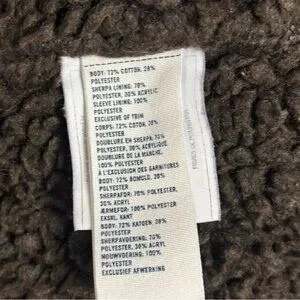 BODY: 72% COTTON, 28%
POLYESTER
SHERPA LINING: 70%
POLYESTER, 30% ACRYLIC
SLEEVE LINING: 100%
POLYESTER
EXCLUSIVE OF TRIM
CORPS: 72% COTON, 28%
POLYESTER
DOUBLURE EN SHERPA: 70%
POLYESTER, 30% ACRYLIQUE
DOUBLURE DE LA MANCHE:
100% POLYESTER
À L'EXCLUSION DES GARNITURES
BODY: 72% BOMULD, 28%
POLYESTER
SHERPAFOR: 70% POLYESTER,
30% ACRYL
ÆRMEFOR: 100% POLYESTER
EKSKL. KANT
BODY: 72% KATOEN, 28%
POLYESTER
SHERPAVOERING: 70%
POLYESTER, 30% ACRYL
MOUWVOERING: 100%
POLYESTER
EXCLUSIEF AFWERKING